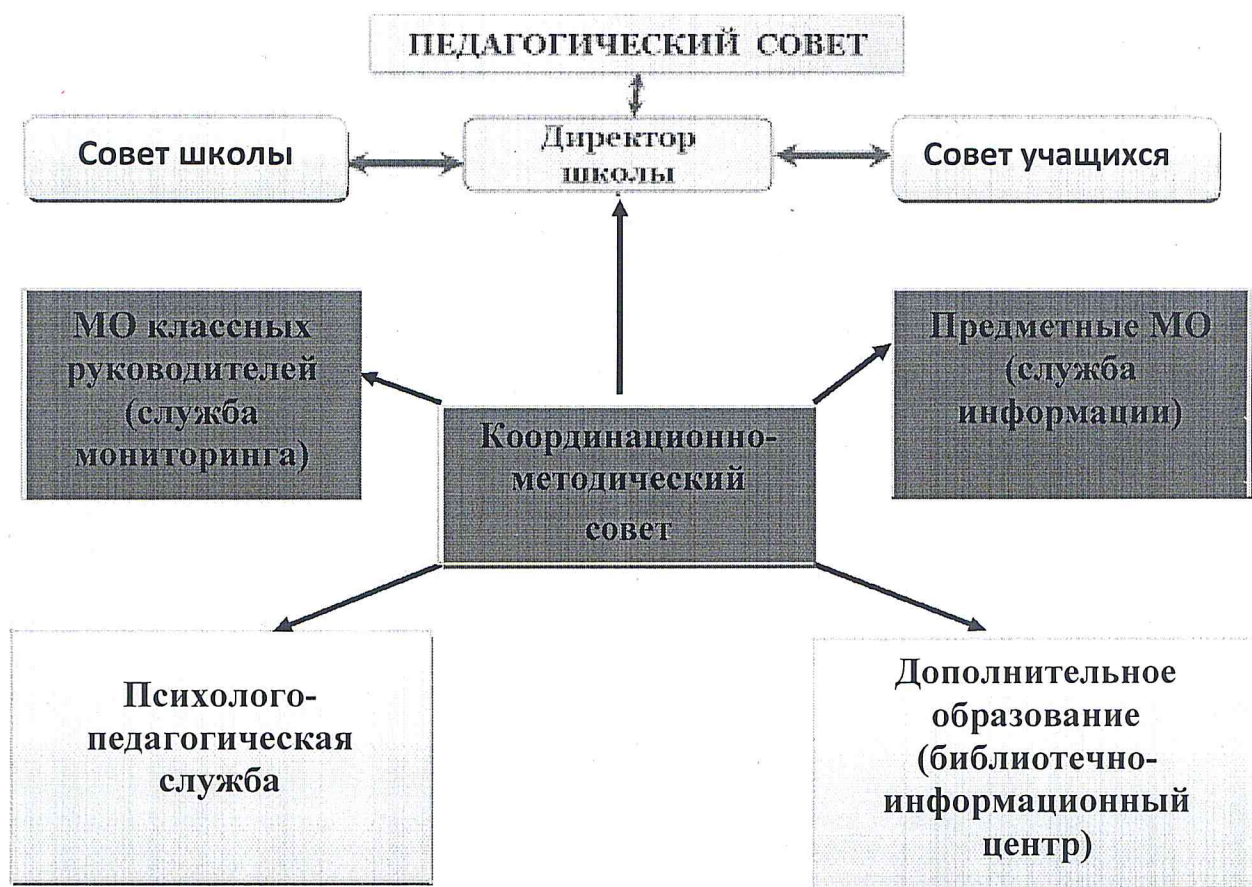 ПЕДАГОГИЧЕСКИЙ СОВЕТ
Совет школы
Директор
школы
Совет учащихся
МО классных
руководителей
(служба
мониторинга)
Предметные МО
(служба
информации)
Координационно-
методический
совет
Психолого-
педагогическая
служба
Дополнительное
образование
(библиотечно-
информационный
центр)